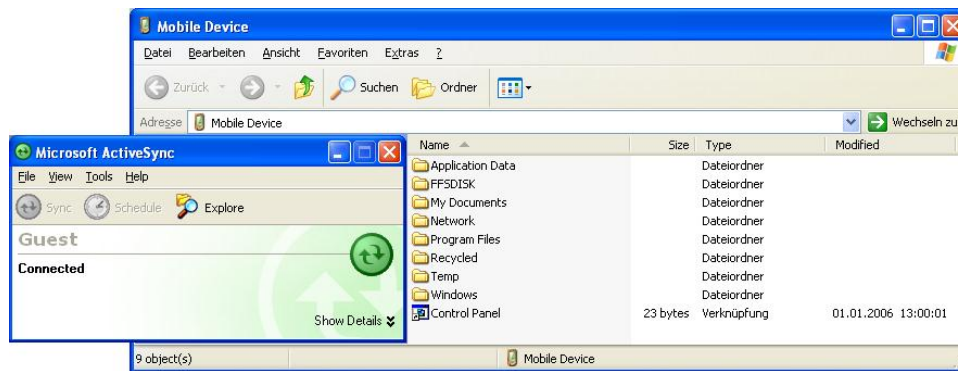 Mobile Device
Datei Bearbeiten Ansicht Favoriten Extras ?
Zurück Suchen Ordner
Adresse Mobile Device Wechseln zu
Microsoft ActiveSync
File View Tools Help
Sync Schedule Explore
Guest
Connected
Show Details
Name Size Type Modified
Application Data Dateiordner
FFSDISK Dateiordner
My Documents Dateiordner
Network Dateiordner
Program Files Dateiordner
Recycled Dateiordner
Temp Dateiordner
Windows Dateiordner
Control Panel 23 bytes Verknüpfung 01.01.2006 13:00:01
9 object(s) Mobile Device